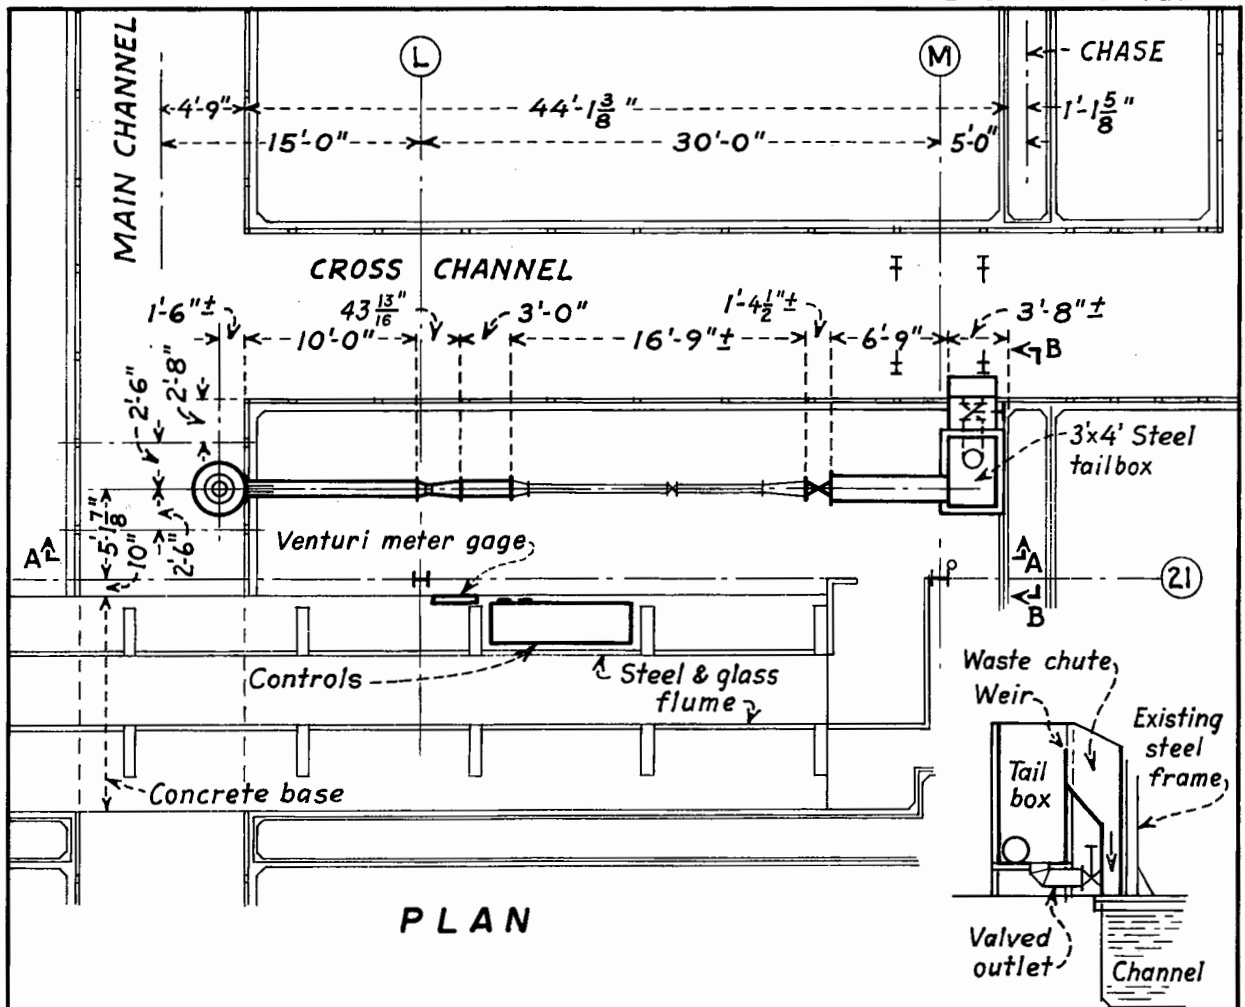 MAIN CHANNEL
L
M
CHASE
4'-9"
44'-1 3/8"
1'-1 5/8"
15'-0"
30'-0"
5'-0"
CROSS CHANNEL
1'-6"±
43 13/16"
3'-0"
1'-4 1/2"±
3'-8"±
10'-0"
16'-9"±
6'-9"
B
2'-6"
2'-8"
3'x4' Steel
tailbox
5'-1 7/8"
10"
2'-6"
A
Venturi meter gage
A
21
B
Controls
Steel & glass
flume
Waste chute
Weir
Existing
steel
frame
Tail
box
Concrete base
PLAN
Valved
outlet
Channel